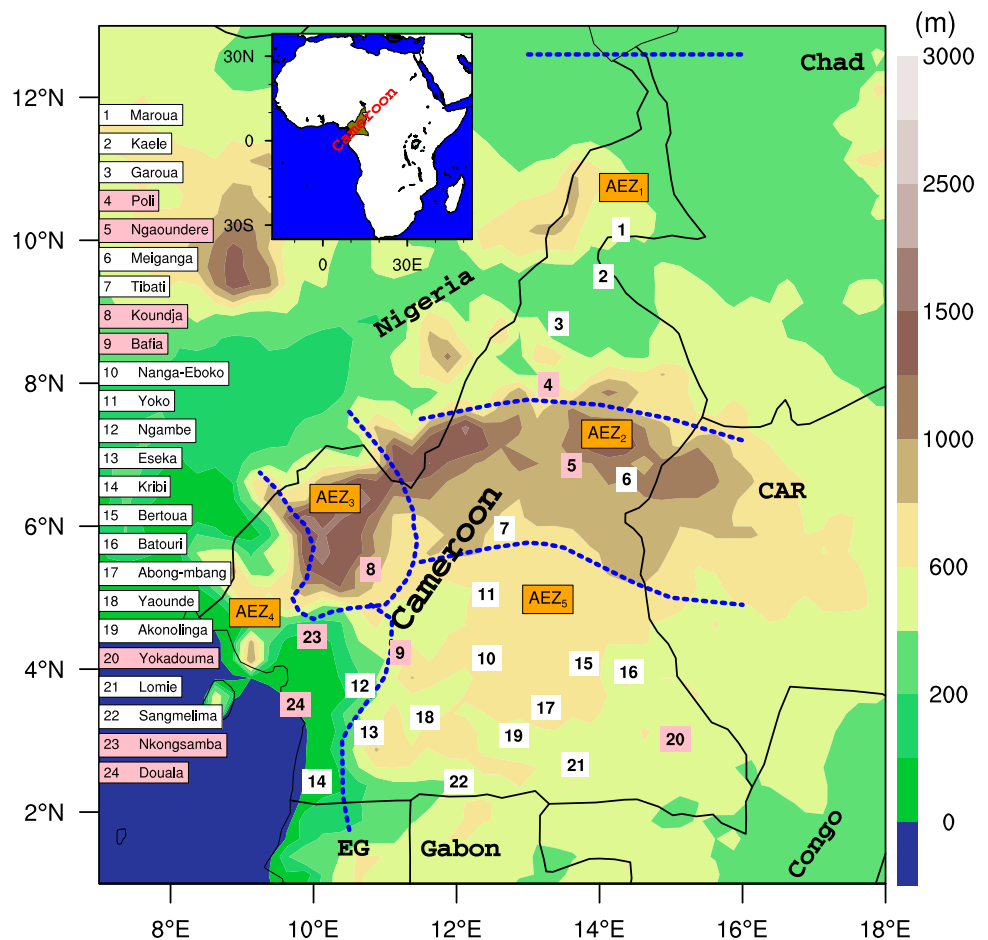 (m)
3000
2500
1500
1000
600
200
0
12°N
10°N
8°N
6°N
4°N
2°N
8°E
10°E
12°E
14°E
16°E
18°E
30N
0
30S
0
30E
Cameroon
1 Maroua
2 Kaele
3 Garoua
4 Poli
5 Ngaoundere
6 Meiganga
7 Tibati
8 Koundja
9 Bafia
10 Nanga-Eboko
11 Yoko
12 Ngambe
13 Eseka
14 Kribi
15 Bertoua
16 Batouri
17 Abong-mbang
18 Yaounde
19 Akonolinga
20 Yokadouma
21 Lomie
22 Sangmelima
23 Nkongsamba
24 Douala
Chad
AEZ1
1
2
Nigeria
3
4
AEZ2
5
6
CAR
AEZ3
7
Cameroon
8
11
AEZ5
AEZ4
23
9
10
15
16
12
24
17
18
13
19
20
21
14
22
EG
Gabon
Congo